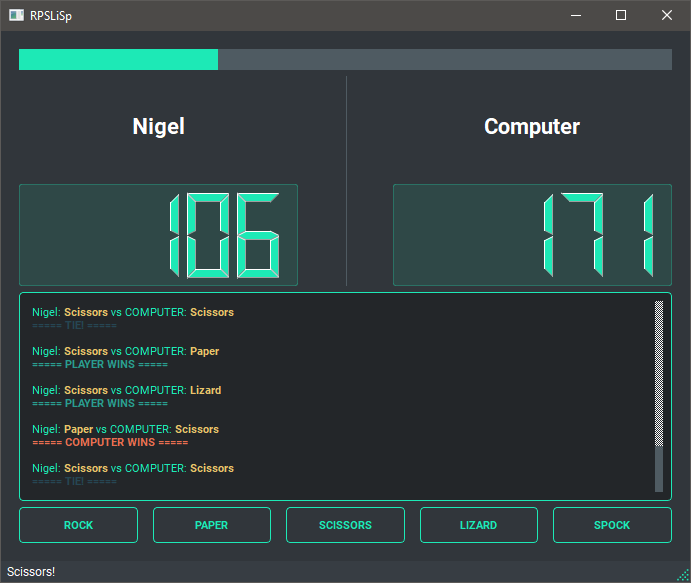 RPSLiSp
Nigel
Computer
106
171
Nigel: Scissors vs COMPUTER: Scissors
===== TIE! =====
Nigel: Scissors vs COMPUTER: Paper
===== PLAYER WINS =====
Nigel: Scissors vs COMPUTER: Lizard
===== PLAYER WINS =====
Nigel: Paper vs COMPUTER: Scissors
===== COMPUTER WINS =====
Nigel: Scissors vs COMPUTER: Scissors
===== TIE! =====
ROCK
PAPER
SCISSORS
LIZARD
SPOCK
Scissors!